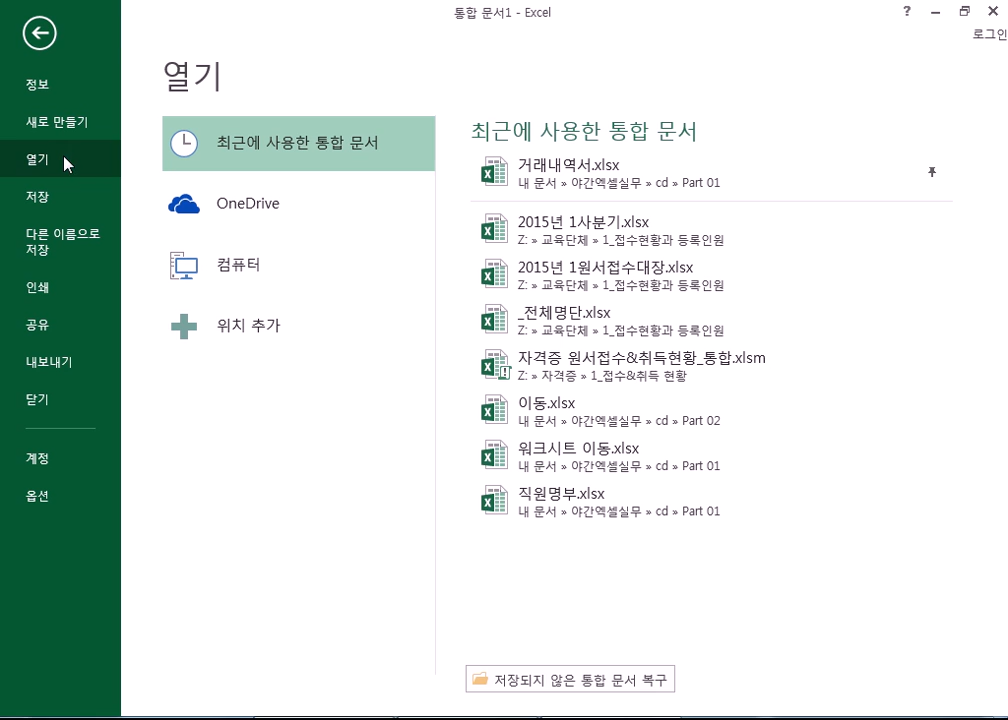 통합 문서1 - Excel
?
로그인
정보
새로 만들기
열기
저장
다른 이름으로
저장
인쇄
공유
내보내기
닫기
계정
옵션
열기
최근에 사용한 통합 문서
OneDrive
컴퓨터
위치 추가
최근에 사용한 통합 문서
거래내역서.xlsx
내 문서 » 야간엑셀실무 » cd » Part 01
2015년 1사분기.xlsx
Z: » 교육단체 » 1_접수현황과 등록인원
2015년 1원서접수대장.xlsx
Z: » 교육단체 » 1_접수현황과 등록인원
_전체명단.xlsx
Z: » 교육단체 » 1_접수현황과 등록인원
자격증 원서접수&취득현황_통합.xlsm
Z: » 자격증 » 1_접수&취득 현황
이동.xlsx
내 문서 » 야간엑셀실무 » cd » Part 02
워크시트 이동.xlsx
내 문서 » 야간엑셀실무 » cd » Part 01
직원명부.xlsx
내 문서 » 야간엑셀실무 » cd » Part 01
저장되지 않은 통합 문서 복구